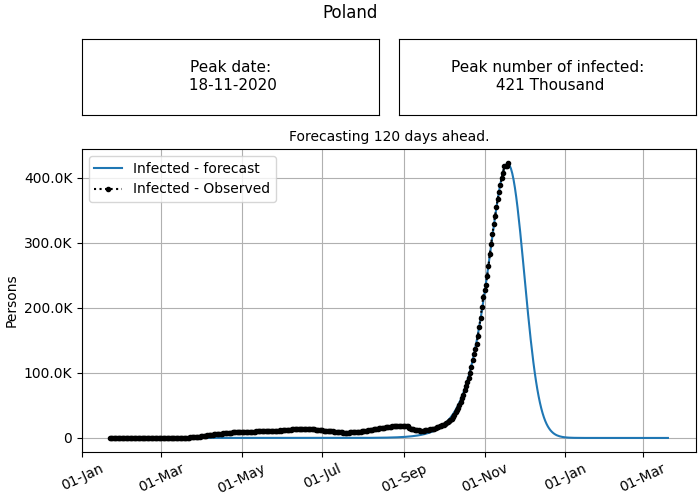 Poland
Peak date:
18-11-2020
Peak number of infected:
421 Thousand
Forecasting 120 days ahead.
Infected - forecast
Infected - Observed
400.0K
300.0K
200.0K
100.0K
0
Persons
01-Jan
01-Mar
01-May
01-Jul
01-Sep
01-Nov
01-Jan
01-Mar